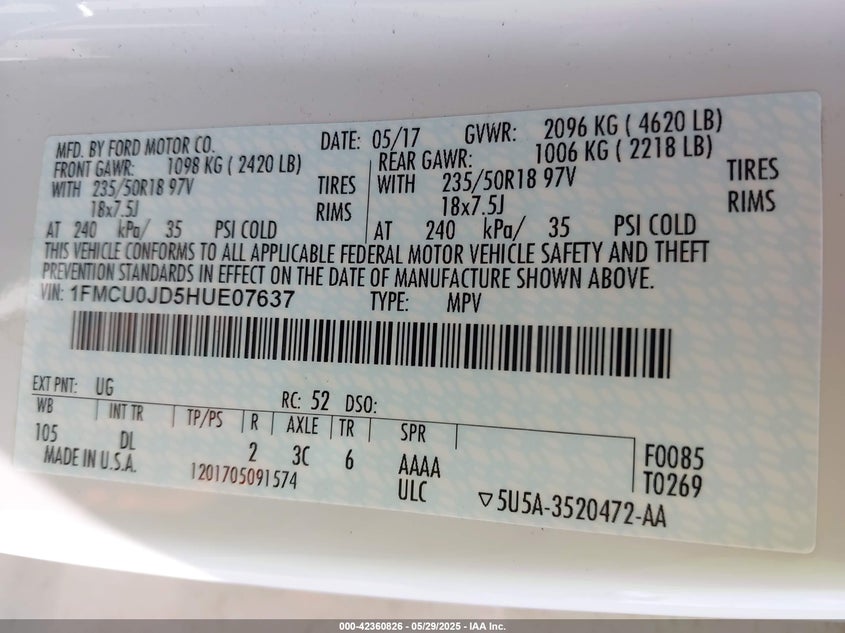 MFD. BY FORD MOTOR CO. DATE: 05/17 GVWR: 2096 KG ( 4620 LB)
FRONT GAWR: 1098 KG ( 2420 LB) REAR GAWR: 1006 KG ( 2218 LB)
WITH 235/50R18 97V TIRES WITH 235/50R18 97V TIRES
18x7.5J RIMS 18x7.5J RIMS
AT 240 kPa/ 35 PSI COLD AT 240 kPa/ 35 PSI COLD
THIS VEHICLE CONFORMS TO ALL APPLICABLE FEDERAL MOTOR VEHICLE SAFETY AND THEFT
PREVENTION STANDARDS IN EFFECT ON THE DATE OF MANUFACTURE SHOWN ABOVE.
VIN: 1FMCU0JD5HUE07637 TYPE: MPV
EXT PNT: UG RC: 52 DSO:
WB INT TR TP/PS R AXLE TR SPR
105 DL 2 3C 6 AAAA F0085
MADE IN U.S.A. 1201705091574 ULC T0269
▽5U5A-3520472-AA
000-42360826 - 05/29/2025 - IAA Inc.